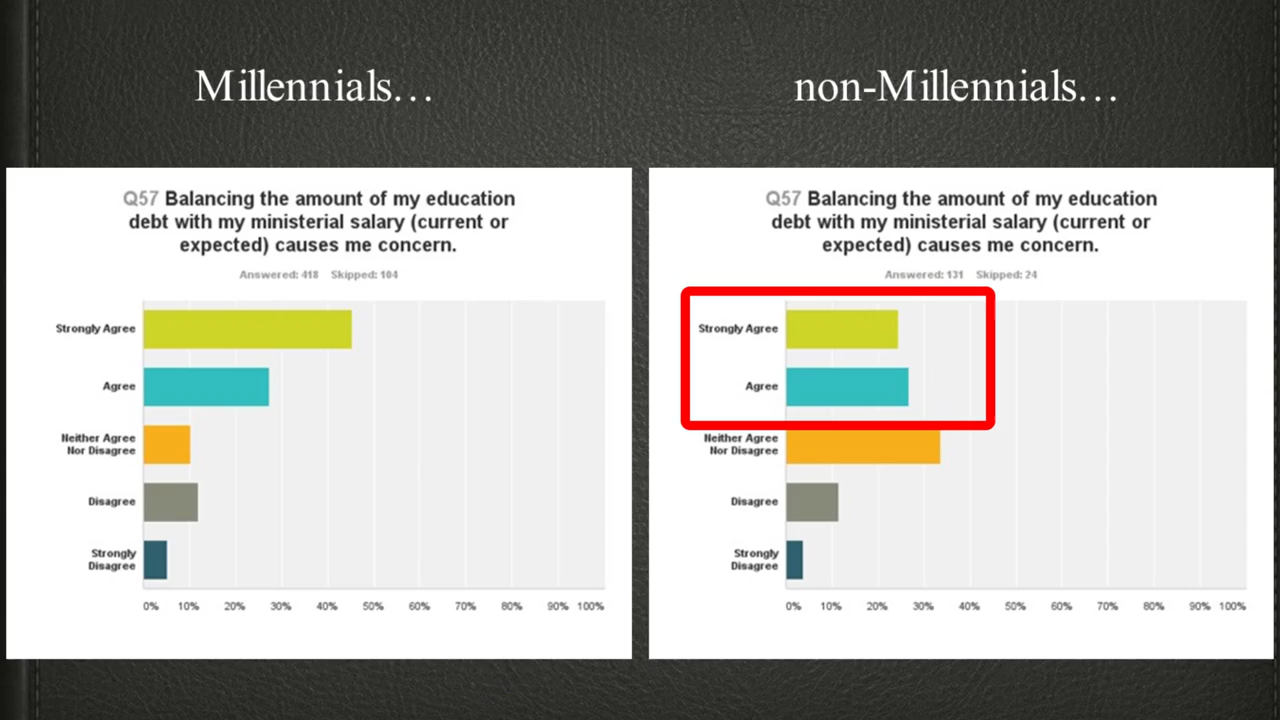 Millennials…
non-Millennials…
Q57 Balancing the amount of my education
debt with my ministerial salary (current or
expected) causes me concern.
Answered: 418 Skipped: 104
Strongly Agree
Agree
Neither Agree
Nor Disagree
Disagree
Strongly
Disagree
0% 10% 20% 30% 40% 50% 60% 70% 80% 90% 100%
Q57 Balancing the amount of my education
debt with my ministerial salary (current or
expected) causes me concern.
Answered: 131 Skipped: 24
Strongly Agree
Agree
Neither Agree
Nor Disagree
Disagree
Strongly
Disagree
0% 10% 20% 30% 40% 50% 60% 70% 80% 90% 100%